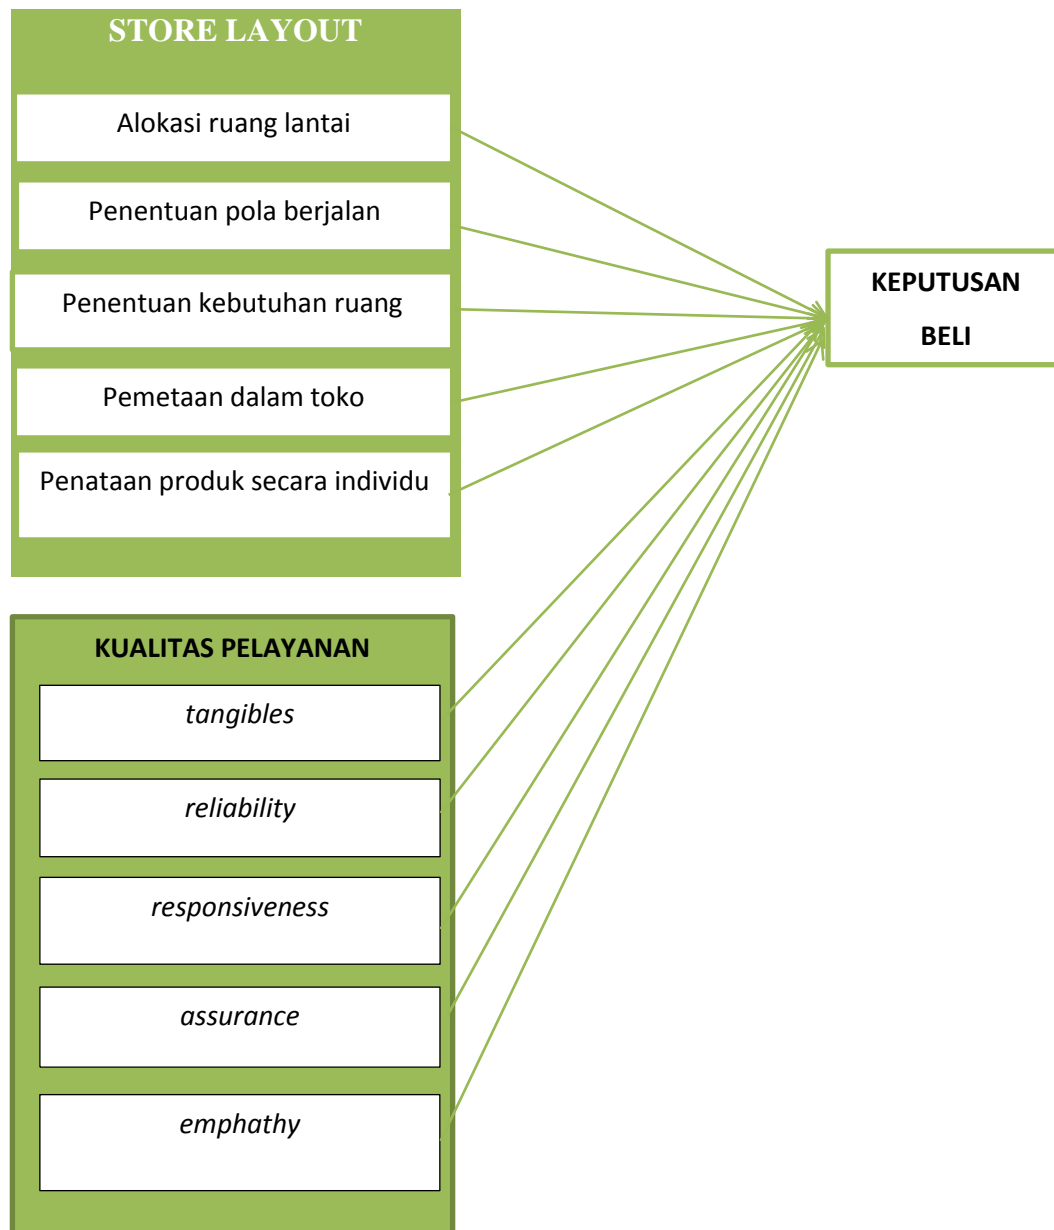 STORE LAYOUT
Alokasi ruang lantai
Penentuan pola berjalan
Penentuan kebutuhan ruang
Pemetaan dalam toko
Penataan produk secara individu
KEPUTUSAN
BELI
KUALITAS PELAYANAN
tangibles
reliability
responsiveness
assurance
emphathy